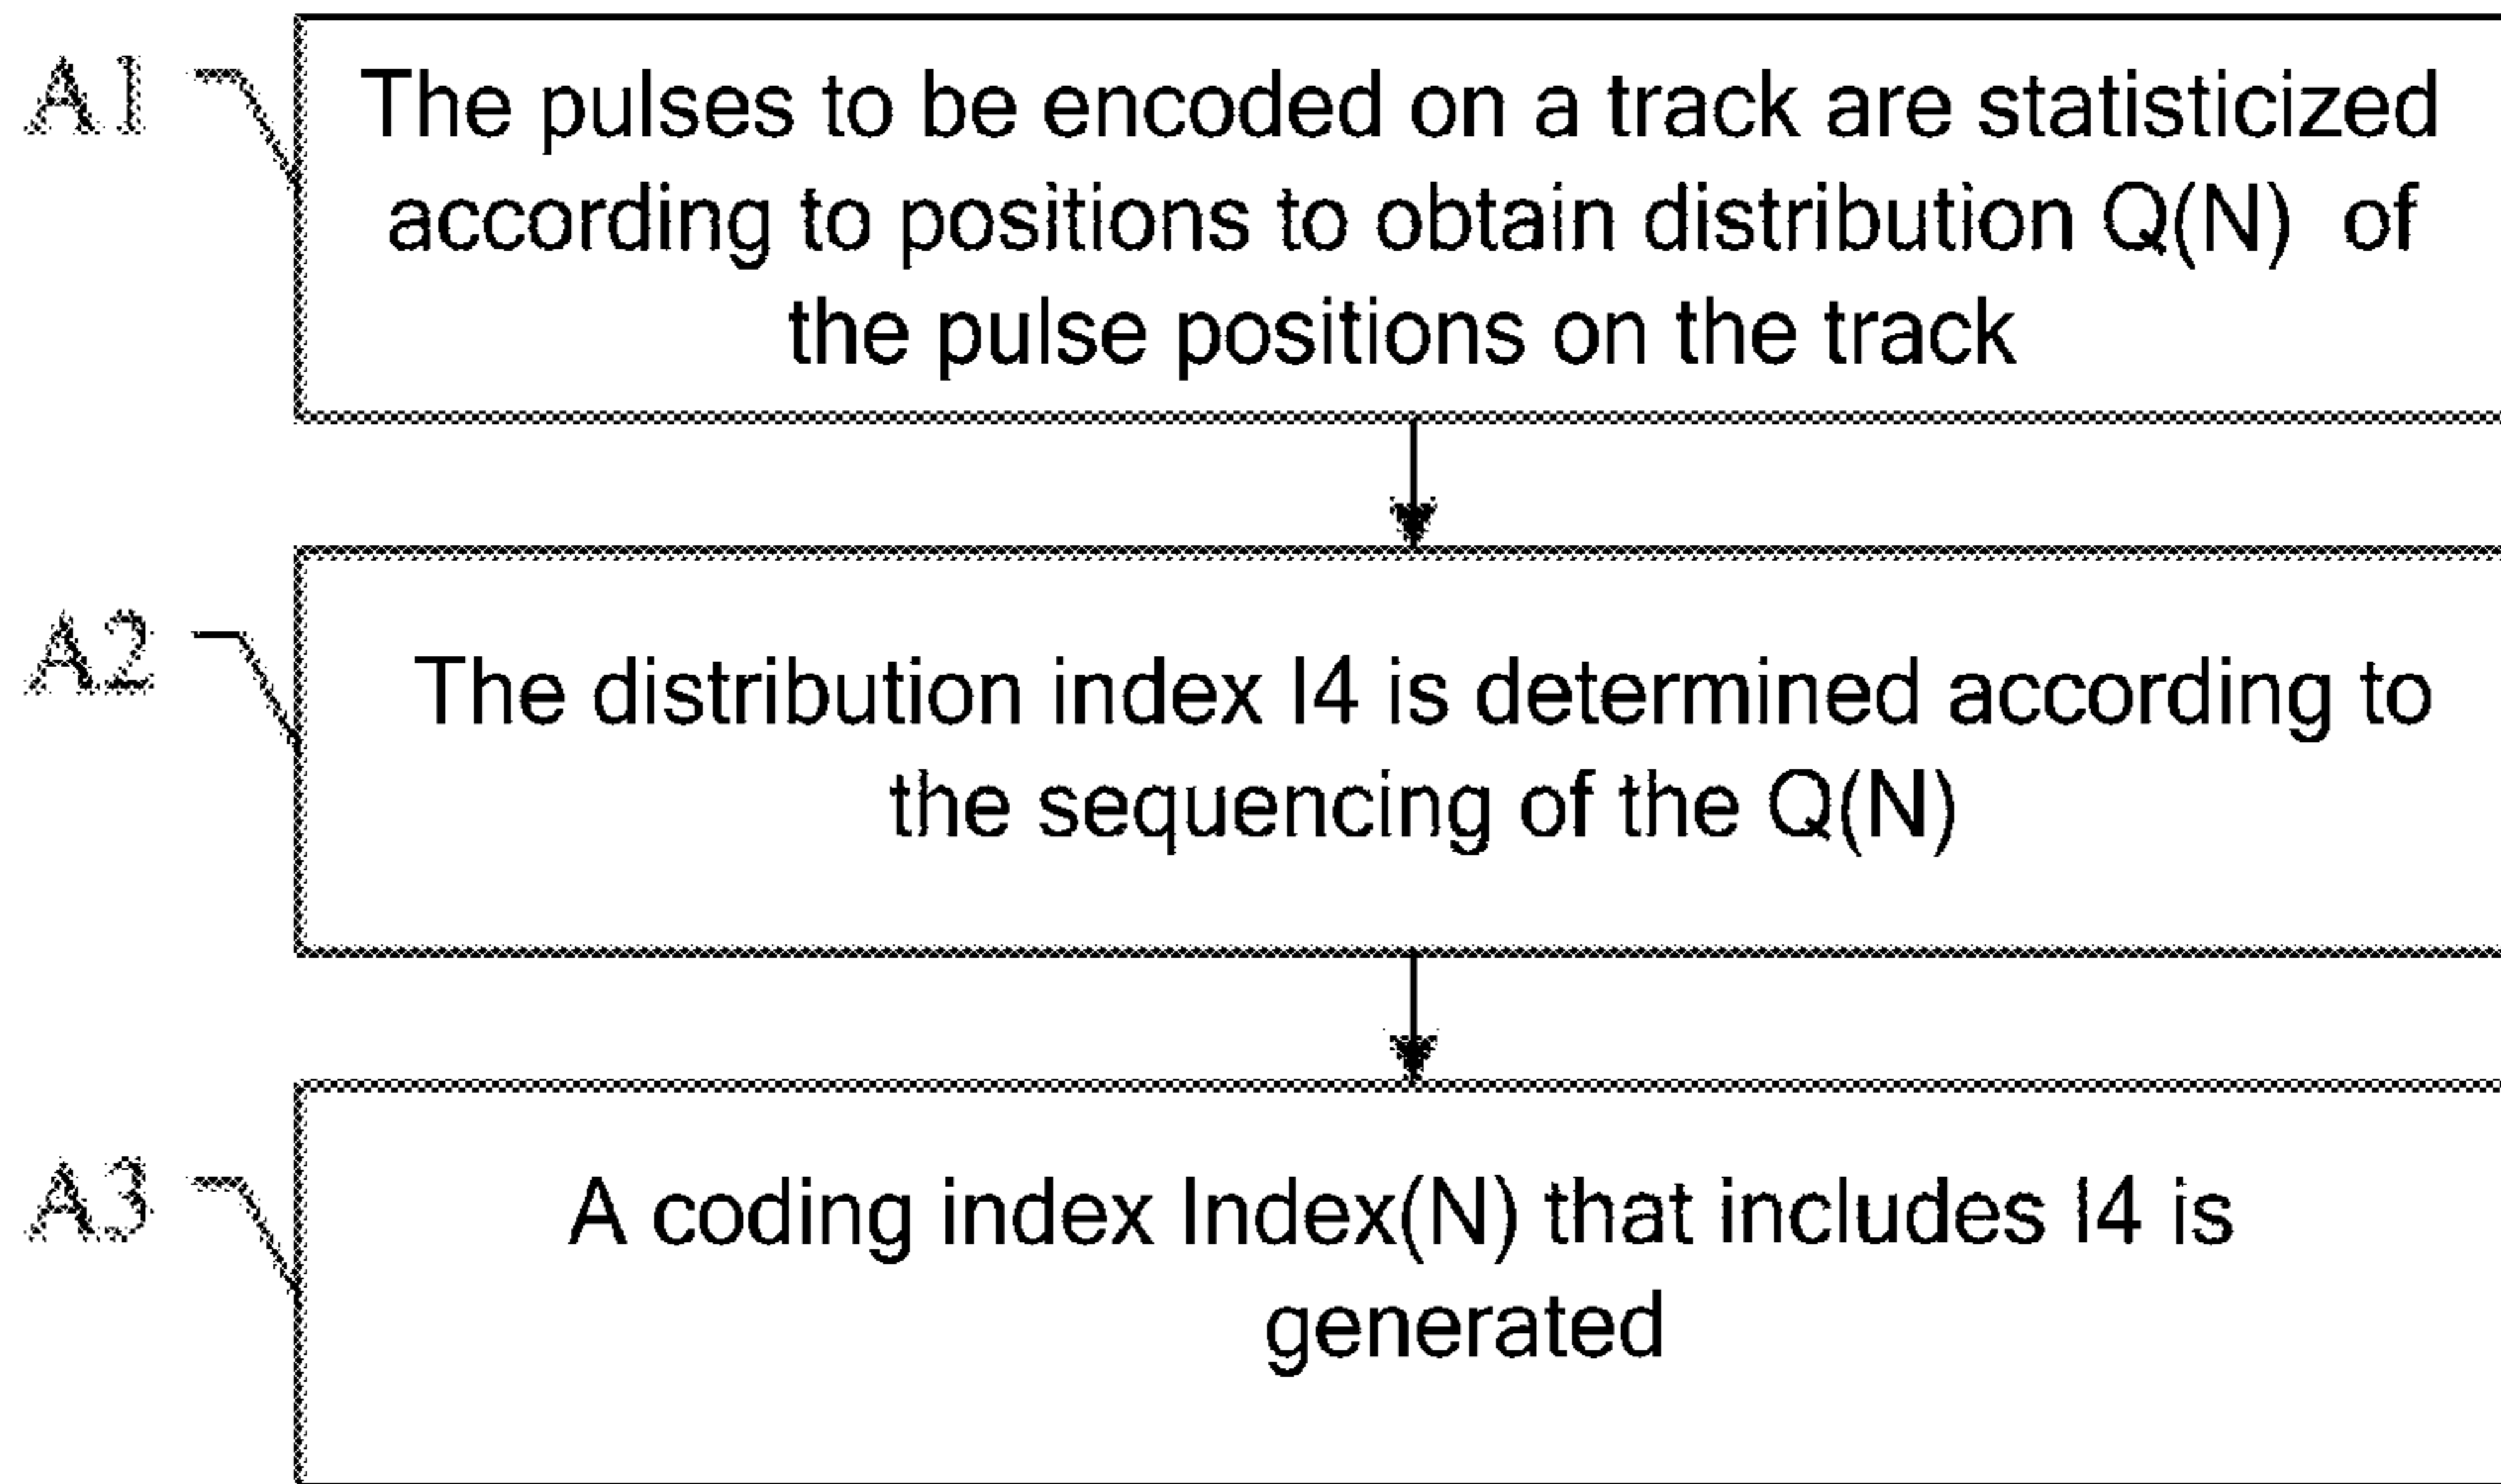 A1
The pulses to be encoded on a track are statisticized
according to positions to obtain distribution Q(N) of
the pulse positions on the track
A2
The distribution index I4 is determined according to
the sequencing of the Q(N)
A3
A coding index Index(N) that includes I4 is
generated